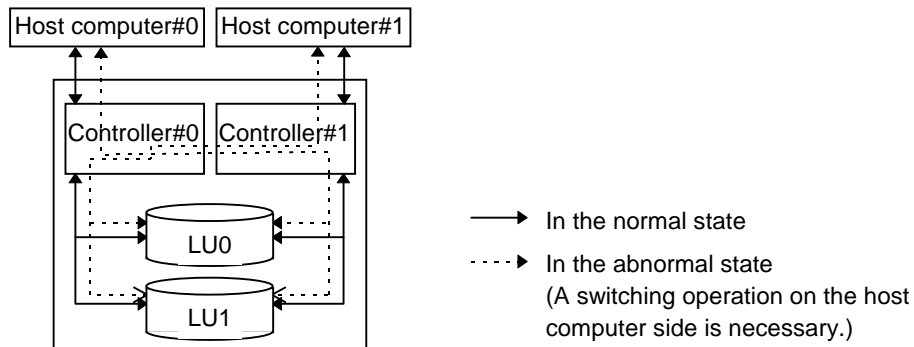 Host computer#0
Host computer#1
Controller#0
Controller#1
LU0
LU1
In the normal state
In the abnormal state
(A switching operation on the host
computer side is necessary.)